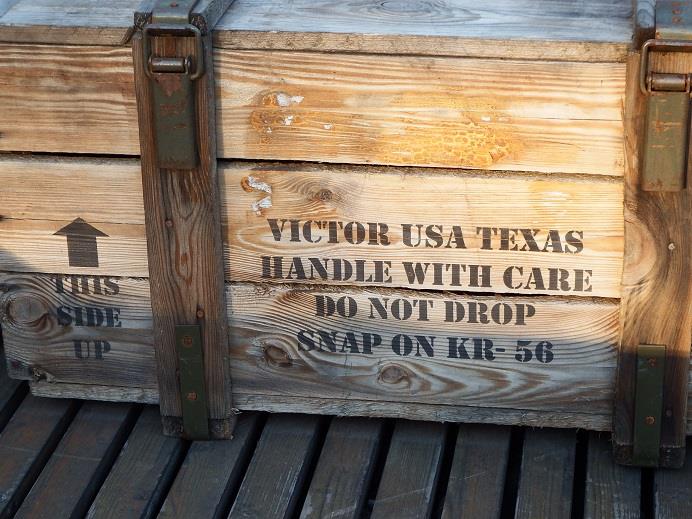 VICTOR USA TEXAS
HANDLE WITH CARE
DO NOT DROP
SNAP ON KR- 56
THIS
SIDE
UP